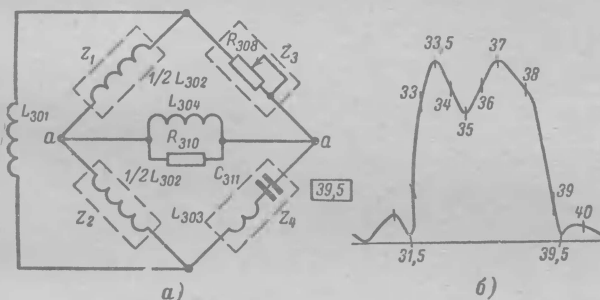 Z₁
1/2 L₃₀₂
R₃₀₈
Z₃
L₃₀₁
L₃₀₄
R₃₁₀
a
a
1/2 L₃₀₂
C₃₁₁
Z₂
L₃₀₃
Z₄
39,5
а)
33,5
37
33
34
36
38
35
39
40
31,5
39,5
б)